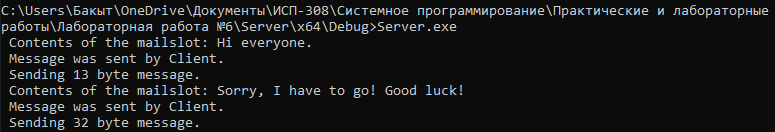 C:\Users\Бакыт\OneDrive\Документы\ИСП-308\Системное программирование\Практические и лабораторные
работы\Лабораторная работа №6\Server\x64\Debug>Server.exe
Contents of the mailslot: Hi everyone.
Message was sent by Client.
Sending 13 byte message.
Contents of the mailslot: Sorry, I have to go! Good luck!
Message was sent by Client.
Sending 32 byte message.